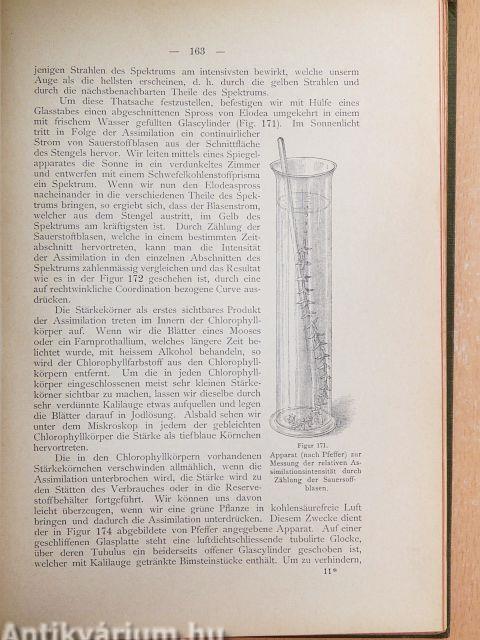 — 163 —
jenigen Strahlen des Spektrums am intensivsten bewirkt, welche unserm
Auge als die hellsten erscheinen, d. h. durch die gelben Strahlen und
durch die nächstbenachbarten Theile des Spektrums.
Um diese Thatsache festzustellen, befestigen wir mit Hülfe eines
Glasstabes einen abgeschnittenen Spross von Elodea umgekehrt in einem
mit frischem Wasser gefüllten Glascylinder (Fig. 171). Im Sonnenlicht
tritt in Folge der Assimilation ein continuirlicher
Strom von Sauerstoffblasen aus der Schnittfläche
des Stengels hervor. Wir leiten mittels eines Spiegel-
apparates die Sonne in ein verdunkeltes Zimmer
und entwerfen mit einem Schwefelkohlenstoffprisma
ein Spektrum. Wenn wir nun den Elodeaspross
nacheinander in die verschiedenen Theile des Spek-
trums bringen, so ergiebt sich, dass der Blasenstrom,
welcher aus dem Stengel austritt, im Gelb des
Spektrums am kräftigsten ist. Durch Zählung der
Sauerstoffblasen, welche in einem bestimmten Zeit-
abschnitt hervortreten, kann man die Intensität
der Assimilation in den einzelnen Abschnitten des
Spektrums zahlenmässig vergleichen und das Resultat
wie es in der Figur 172 geschehen ist, durch eine
auf rechtwinkliche Coordination bezogene Curve aus-
drücken.
Die Stärkekörner als erstes sichtbares Produkt
der Assimilation treten im Innern der Chlorophyll-
körper auf. Wenn wir die Blätter eines Mooses
oder ein Farnprothallium, welches längere Zeit be-
lichtet wurde, mit heissem Alkohol behandeln, so
wird der Chlorophyllfarbstoff aus den Chlorophyll-
körpern entfernt. Um die in jeden Chlorophyll-
körper eingeschlossenen meist sehr kleinen Stärke-
körner sichtbar zu machen, lassen wir dieselbe durch
sehr verdünnte Kalilauge etwas aufquellen und legen
die Blätter darauf in Jodlösung. Alsbald sehen wir
unter dem Miskroskop in jedem der gebleichten
Chlorophyllkörper die Stärke als tiefblaue Körnchen
hervortreten.
Die in den Chlorophyllkörpern vorhandenen
Stärkekörnchen verschwinden allmählich, wenn die
Assimilation unterbrochen wird, die Stärke wird zu
den Stätten des Verbrauches oder in die Reserve-
stoffbehälter fortgeführt. Wir können uns davon
leicht überzeugen, wenn wir eine grüne Pflanze in kohlensäurefreie Luft
bringen und dadurch die Assimilation unterdrücken. Diesem Zwecke dient
der in Figur 174 abgebildete von Pfeffer angegebene Apparat. Auf einer
geschliffenen Glasplatte steht eine luftdichtschliessende tubulirte Glocke,
über deren Tubulus ein beiderseits offener Glascylinder geschoben ist,
welcher mit Kalilauge getränkte Bimsteinstücke enthält. Um zu verhindern,
11*
Figur 171.
Apparat (nach Pfeffer) zur
Messung der relativen As-
similationsintensität durch
Zählung der Sauerstoff-
blasen.
Antikvárium.hu